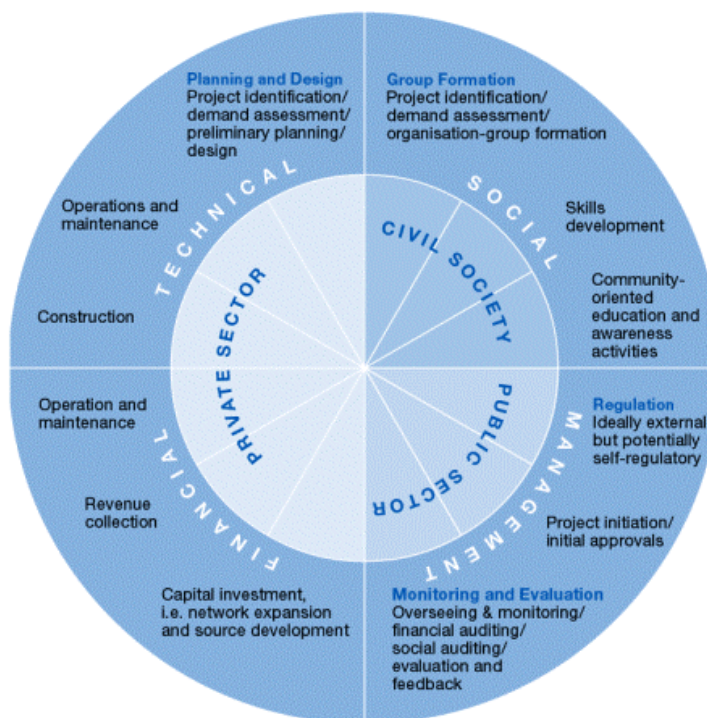 Planning and Design
Project identification/
demand assessment/
preliminary planning/
design
Group Formation
Project identification/
demand assessment/
organisation-group formation
Operations and
maintenance
TECHNICAL
SOCIAL
Skills
development
CIVIL SOCIETY
Construction
PRIVATE SECTOR
Community-
oriented
education and
awareness
activities
Operation and
maintenance
PUBLIC SECTOR
MANAGEMENT
Regulation
Ideally external
but potentially
self-regulatory
Revenue
collection
FINANCIAL
Project initiation/
initial approvals
Capital investment,
i.e. network expansion
and source development
Monitoring and Evaluation
Overseeing & monitoring/
financial auditing/
social auditing/
evaluation and
feedback